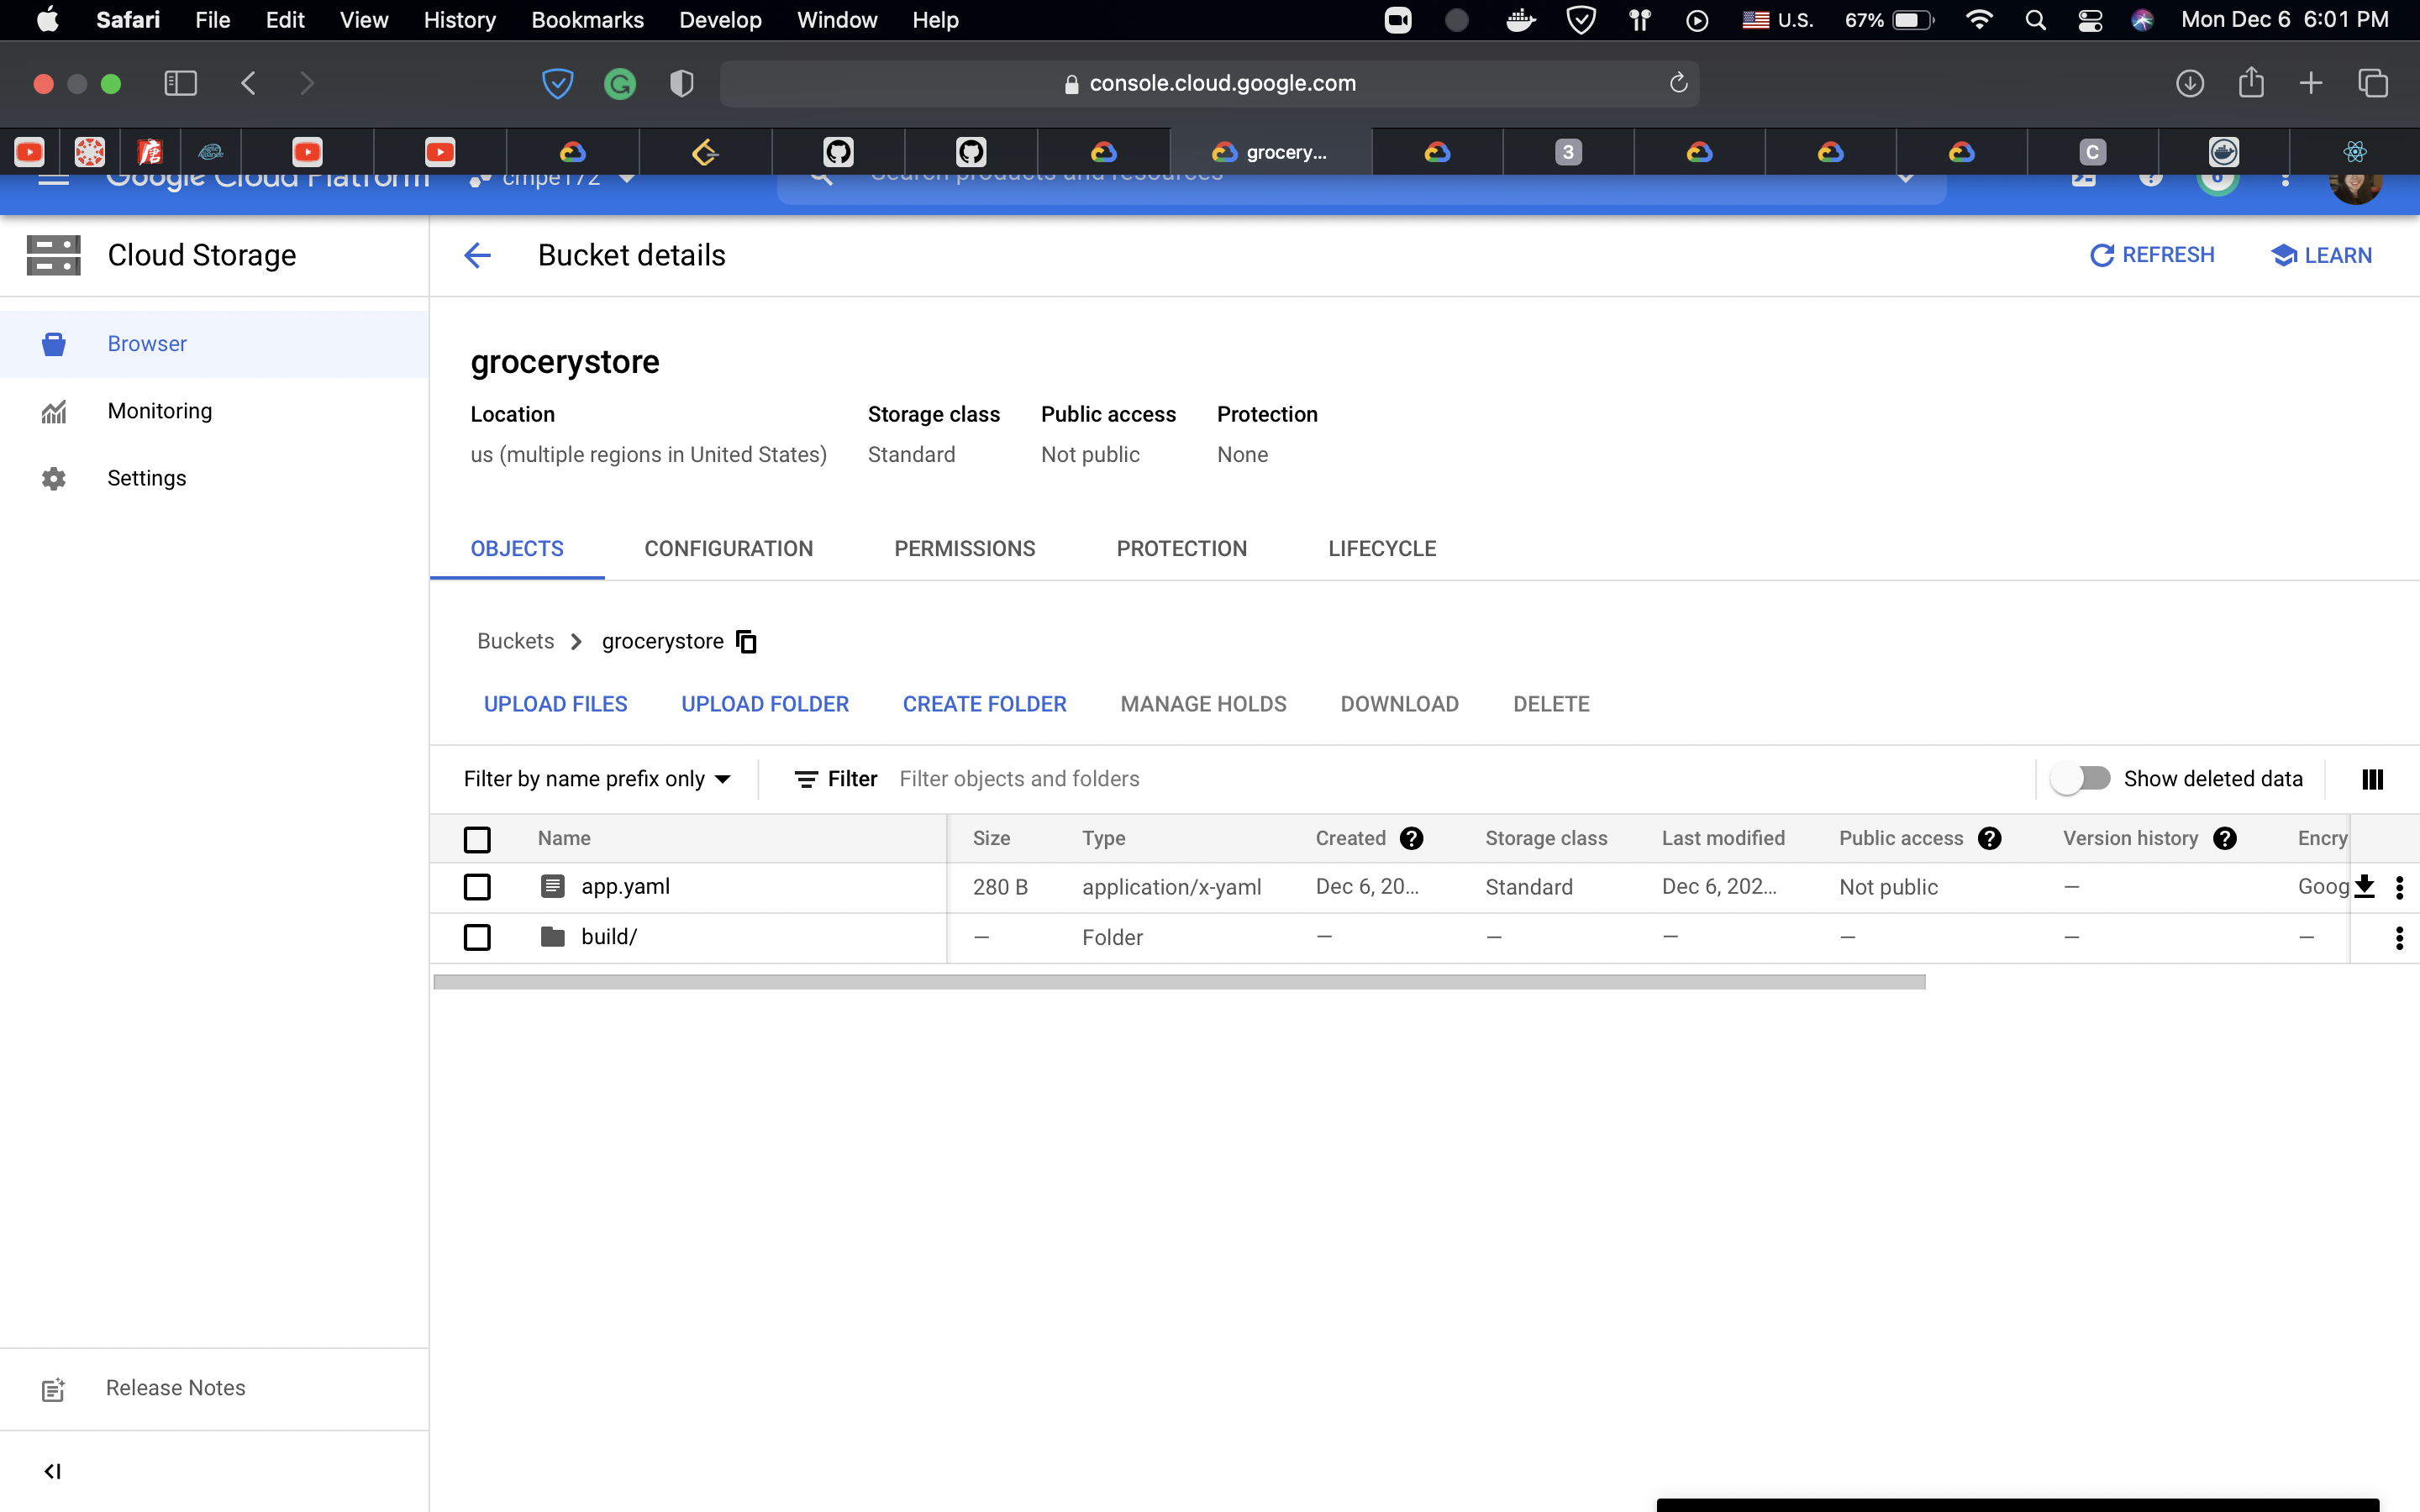 Safari File Edit View History Bookmarks Develop Window Help U.S. 67% Mon Dec 6 6:01 PM
console.cloud.google.com
唐 grocery... 3 C
Google Cloud Platform cmpe172 Search products and resources
Cloud Storage
Bucket details
REFRESH
LEARN
Browser
Monitoring
Settings
grocerystore
Location Storage class Public access Protection
us (multiple regions in United States) Standard Not public None
OBJECTS CONFIGURATION PERMISSIONS PROTECTION LIFECYCLE
Buckets grocerystore
UPLOAD FILES UPLOAD FOLDER CREATE FOLDER MANAGE HOLDS DOWNLOAD DELETE
Filter by name prefix only Filter Filter objects and folders Show deleted data
Name Size Type Created Storage class Last modified Public access Version history Encry
app.yaml 280 B application/x-yaml Dec 6, 20... Standard Dec 6, 202... Not public — Goog
build/ — Folder — — — — — —
Release Notes